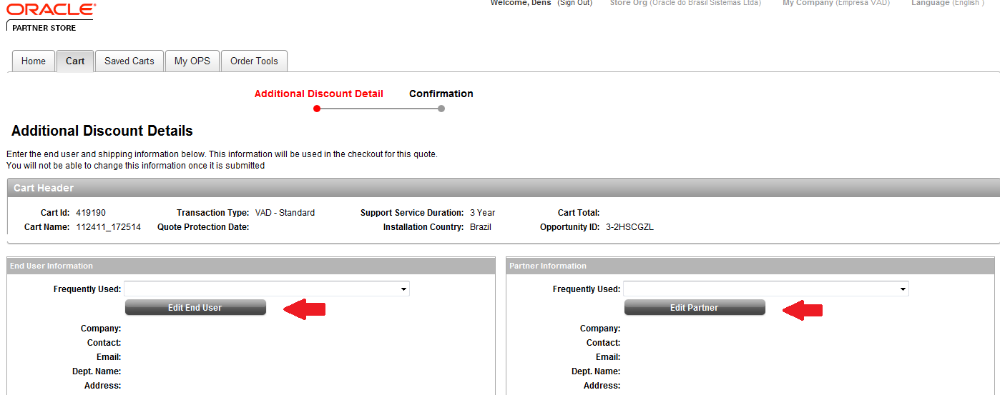 Welcome, Dens (Sign Out) Store Org (Oracle do Brasil Sistemas Ltda) My Company (Empresa VAD) Language (English )
ORACLE®
PARTNER STORE
Home Cart Saved Carts My OPS Order Tools
Additional Discount Detail Confirmation
Additional Discount Details
Enter the end user and shipping information below. This information will be used in the checkout for this quote.
You will not be able to change this information once it is submitted
Cart Header
Cart Id: 419190 Transaction Type: VAD - Standard Support Service Duration: 3 Year Cart Total:
Cart Name: 112411_172514 Quote Protection Date: Installation Country: Brazil Opportunity ID: 3-2HSCGZL
End User Information Partner Information
Frequently Used: Frequently Used:
Edit End User Edit Partner
Company: Company:
Contact: Contact:
Email: Email:
Dept. Name: Dept. Name:
Address: Address: